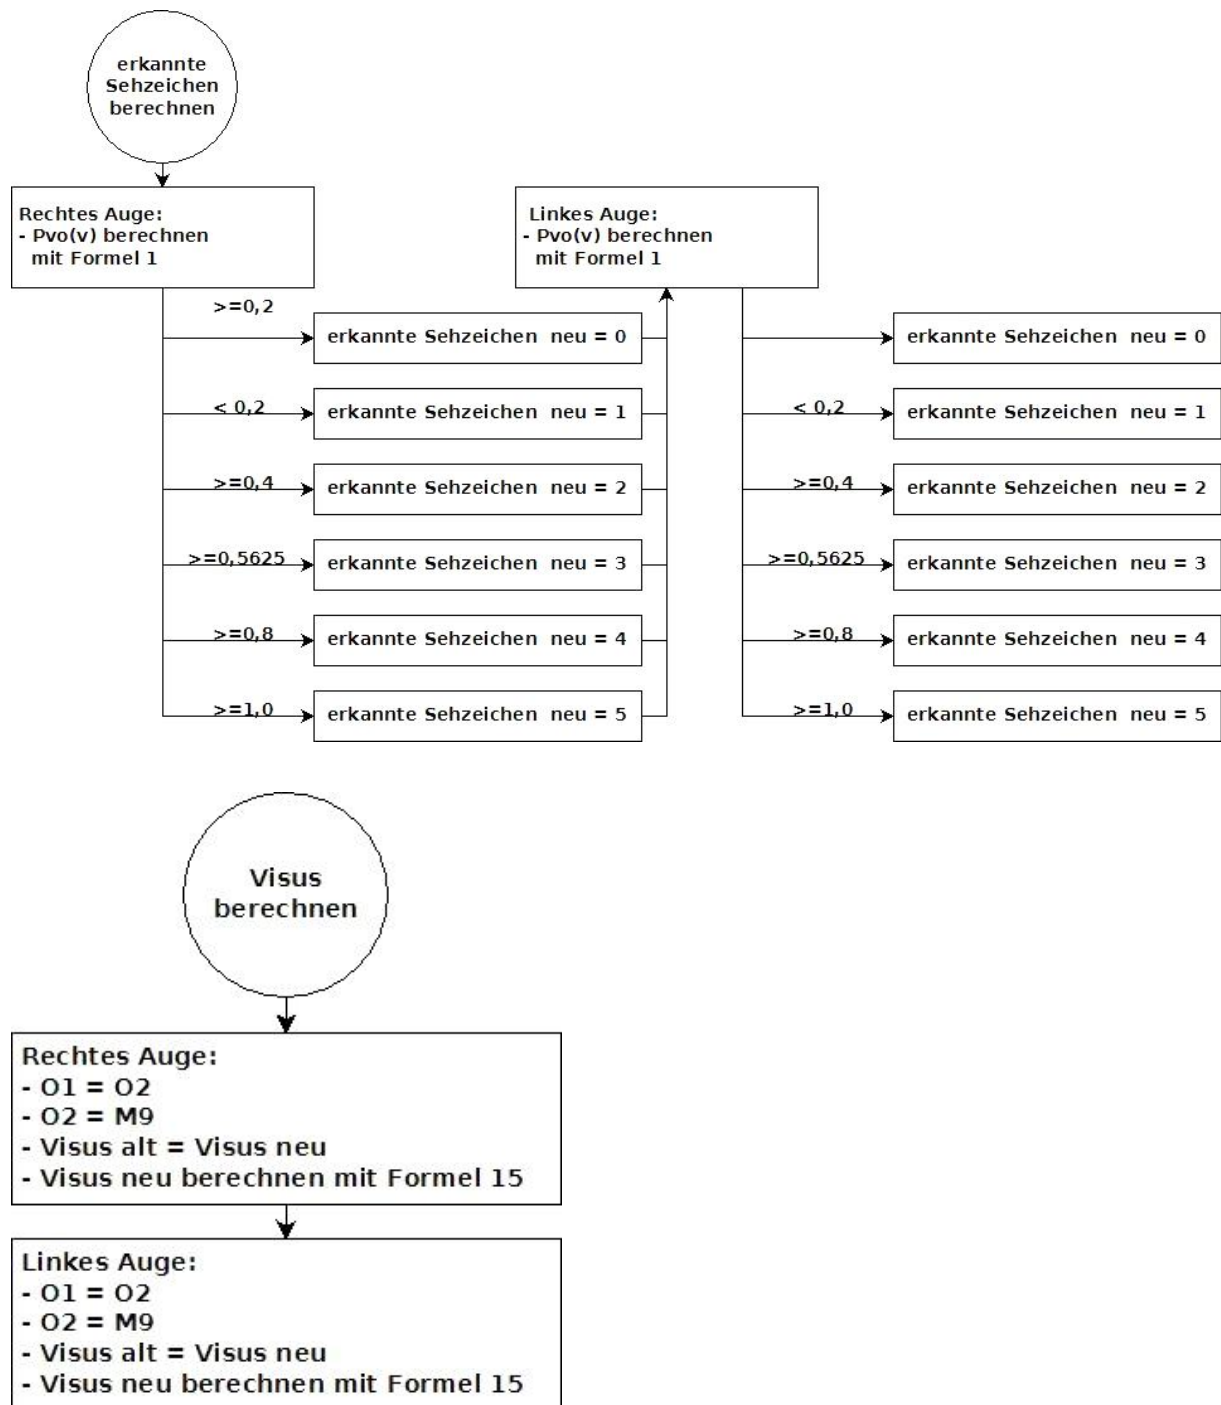 erkannte
Sehzeichen
berechnen
Rechtes Auge:
- Pvo(v) berechnen
mit Formel 1
>=0,2
erkannte Sehzeichen neu = 0
< 0,2
erkannte Sehzeichen neu = 1
>=0,4
erkannte Sehzeichen neu = 2
>=0,5625
erkannte Sehzeichen neu = 3
>=0,8
erkannte Sehzeichen neu = 4
>=1,0
erkannte Sehzeichen neu = 5
Linkes Auge:
- Pvo(v) berechnen
mit Formel 1
erkannte Sehzeichen neu = 0
< 0,2
erkannte Sehzeichen neu = 1
>=0,4
erkannte Sehzeichen neu = 2
>=0,5625
erkannte Sehzeichen neu = 3
>=0,8
erkannte Sehzeichen neu = 4
>=1,0
erkannte Sehzeichen neu = 5
Visus
berechnen
Rechtes Auge:
- O1 = O2
- O2 = M9
- Visus alt = Visus neu
- Visus neu berechnen mit Formel 15
Linkes Auge:
- O1 = O2
- O2 = M9
- Visus alt = Visus neu
- Visus neu berechnen mit Formel 15